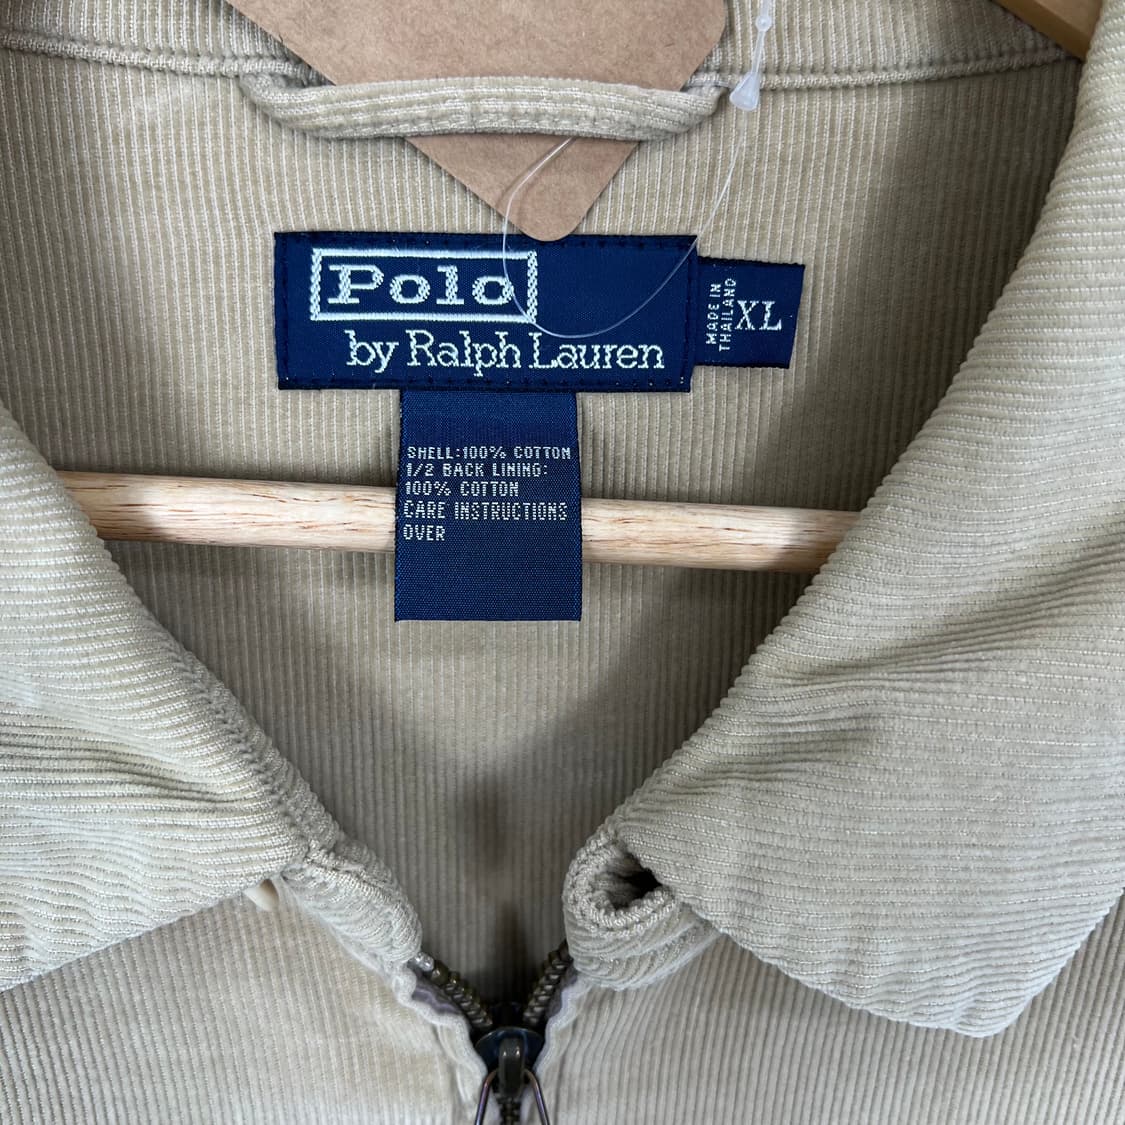 Polo
by Ralph Lauren
MADE IN
THAILAND
XL
SHELL:100% COTTON
1/2 BACK LINING:
100% COTTON
CARE INSTRUCTIONS
OVER